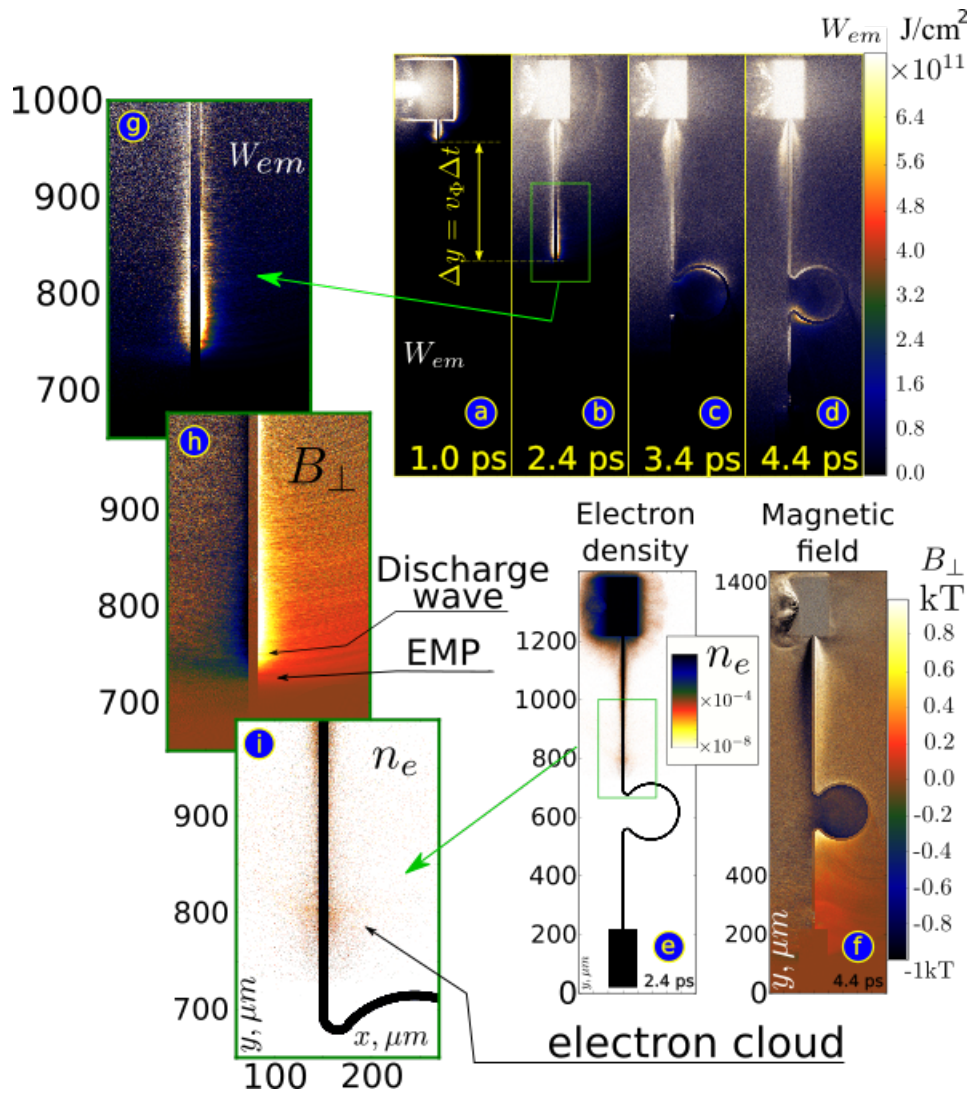 W_em J/cm²
×10¹¹
8.0
7.2
6.4
5.6
4.8
4.0
3.2
2.4
1.6
0.8
0.0
1000
900
800
700
g
W_em
Δy = v_Φ Δt
W_em
a
b
c
d
1.0 ps
2.4 ps
3.4 ps
4.4 ps
h
B_⊥
900
800
700
Discharge
wave
EMP
i
n_e
900
800
700
y, μm
x, μm
100
200
Electron
density
1200
1000
800
600
400
200
0
n_e
×10⁻⁴
×10⁻⁸
y, μm
e
2.4 ps
Magnetic
field
1400
400
200
0
y, μm
f
4.4 ps
B_⊥
kT
0.8
0.6
0.4
0.2
0.0
-0.2
-0.4
-0.6
-0.8
-1kT
electron cloud